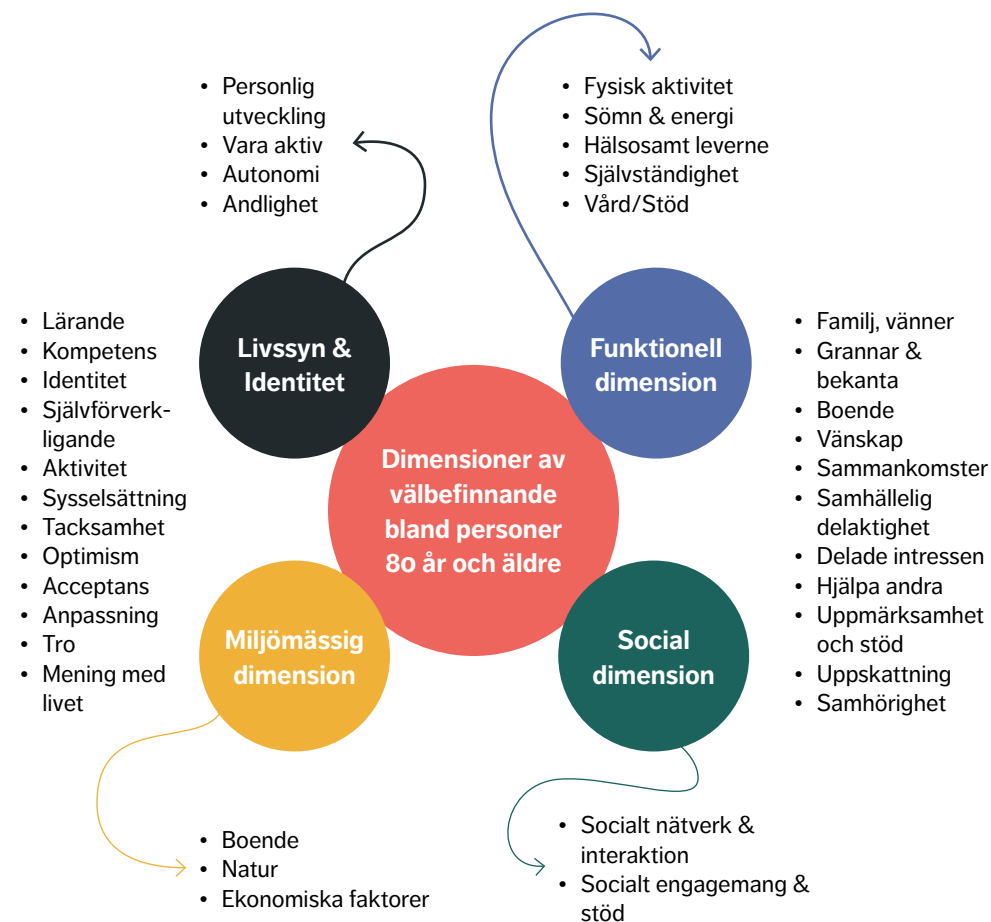 • Personlig
utveckling
• Vara aktiv
• Autonomi
• Andlighet
• Fysisk aktivitet
• Sömn & energi
• Hälsosamt leverne
• Självständighet
• Vård/Stöd
Livssyn &
Identitet
Funktionell
dimension
• Lärande
• Kompetens
• Identitet
• Självförverk-
ligande
• Aktivitet
• Sysselsättning
• Tacksamhet
• Optimism
• Acceptans
• Anpassning
• Tro
• Mening med
livet
Dimensioner av
välbefinnande
bland personer
80 år och äldre
• Familj, vänner
• Grannar &
bekanta
• Boende
• Vänskap
• Sammankomster
• Samhällelig
delaktighet
• Delade intressen
• Hjälpa andra
• Uppmärksamhet
och stöd
• Uppskattning
• Samhörighet
Miljömässig
dimension
Social
dimension
• Boende
• Natur
• Ekonomiska faktorer
• Socialt nätverk &
interaktion
• Socialt engagemang &
stöd